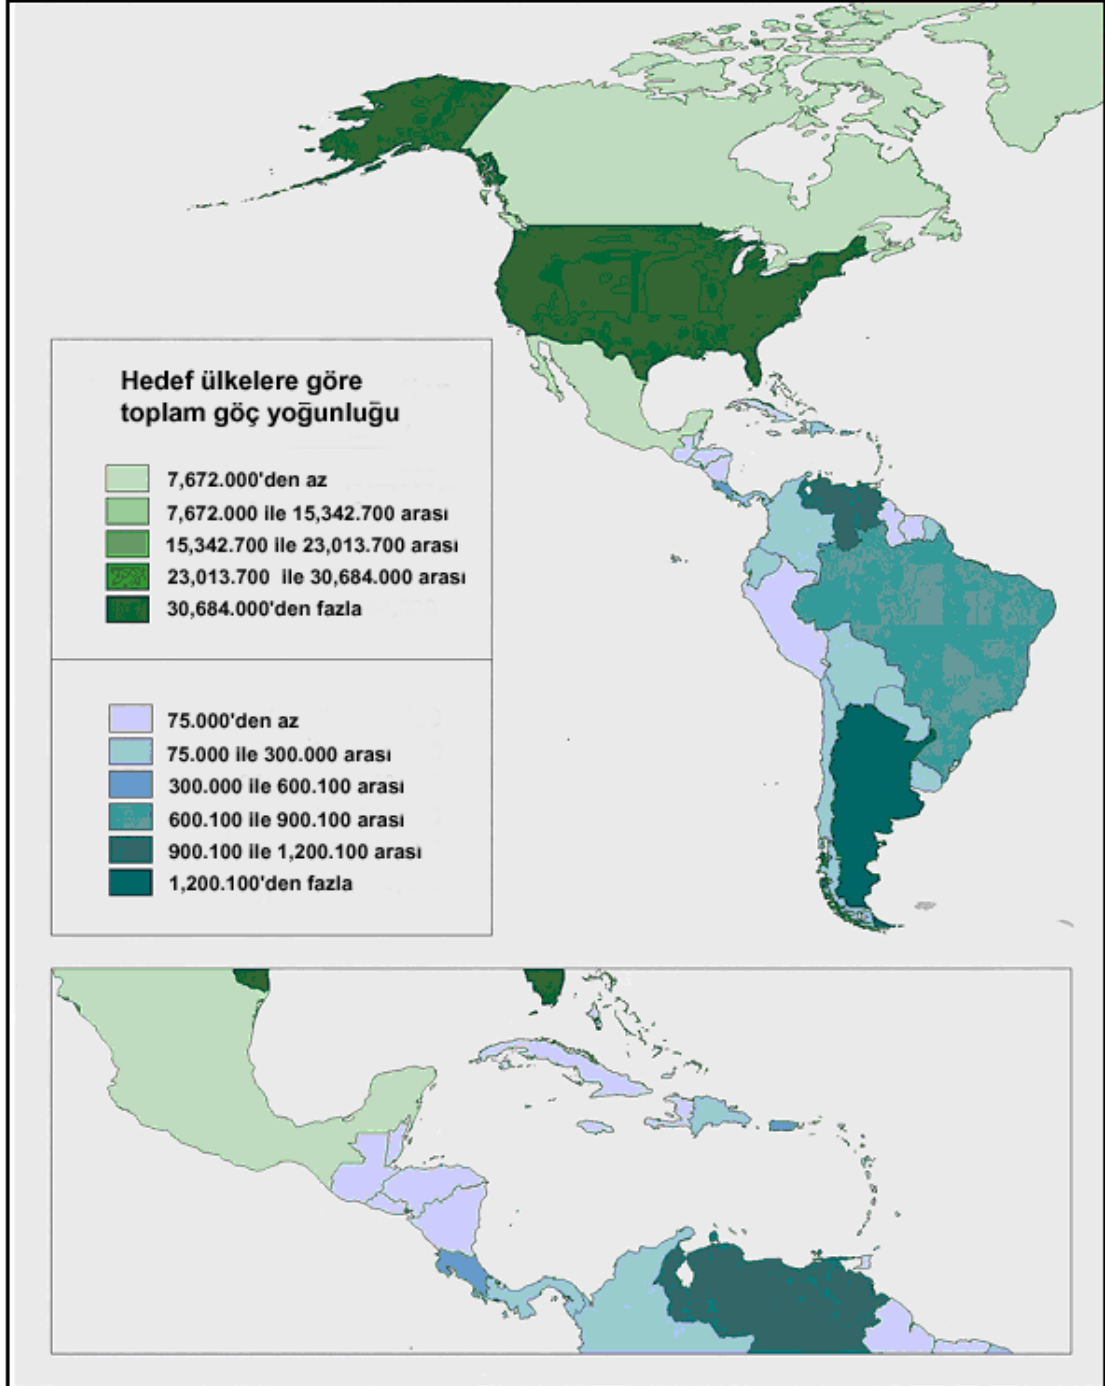 Hedef ülkelere göre
toplam göç yoğunluğu
7,672.000'den az
7,672.000 ile 15,342.700 arası
15,342.700 ile 23,013.700 arası
23,013.700 ile 30,684.000 arası
30,684.000'den fazla
75.000'den az
75.000 ile 300.000 arası
300.000 ile 600.100 arası
600.100 ile 900.100 arası
900.100 ile 1,200.100 arası
1,200.100'den fazla